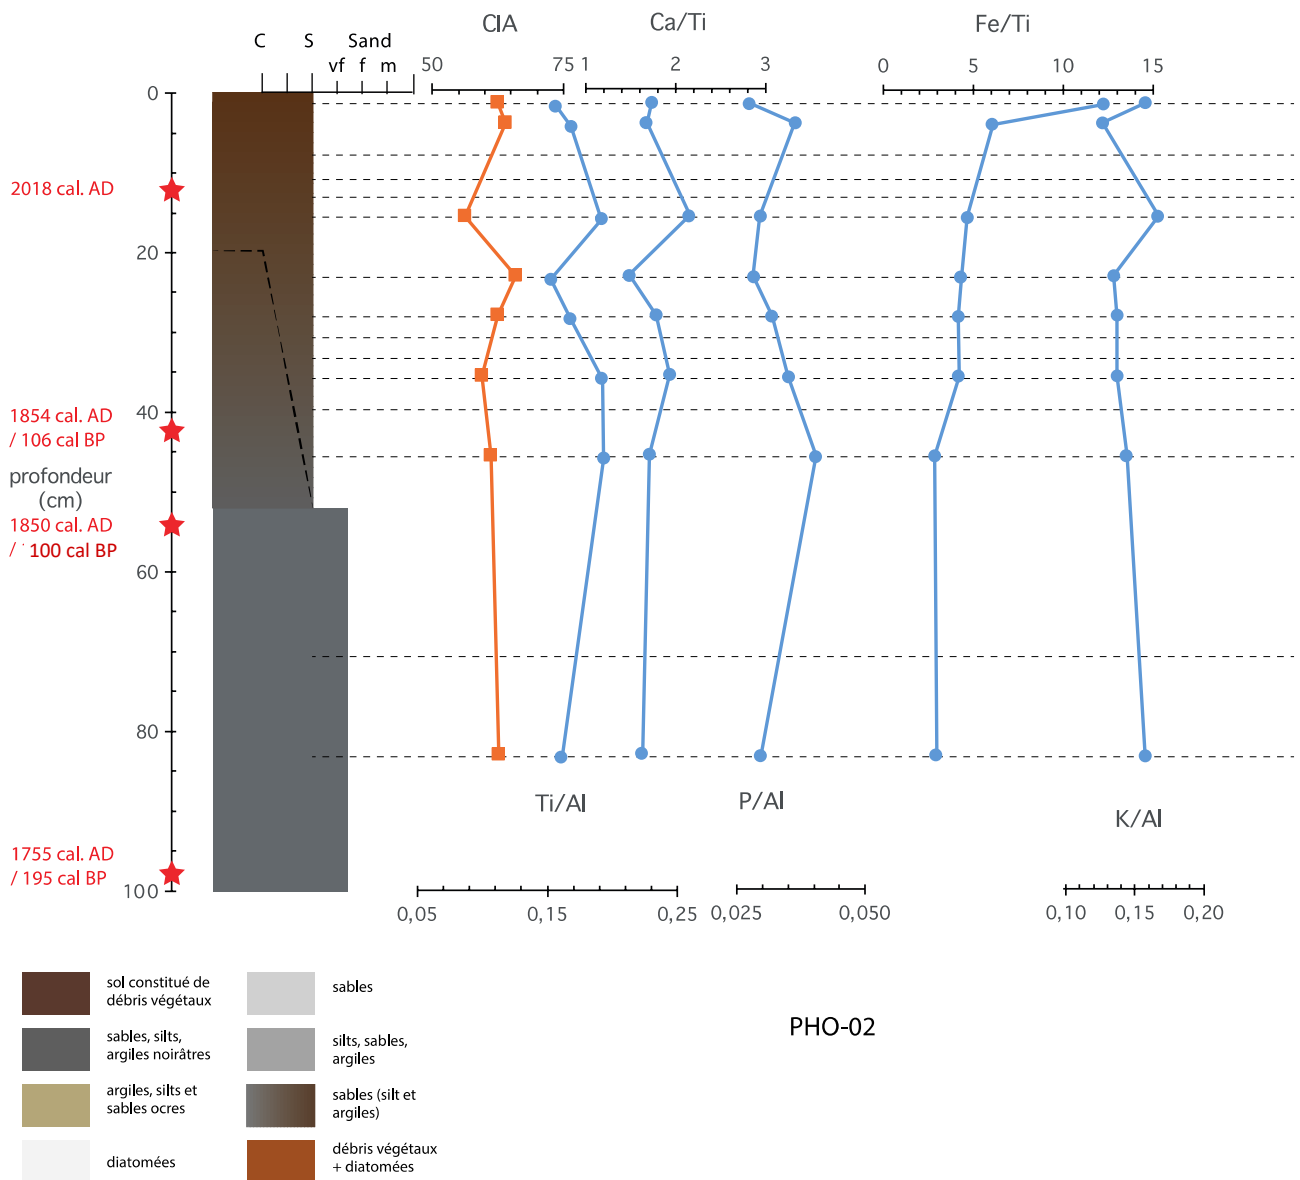 CIA
Ca/Ti
Fe/Ti
C
S
Sand
vf
f
m
50
75
1
2
3
0
5
10
15
0
2018 cal. AD
20
1854 cal. AD
/ 106 cal BP
40
profondeur
(cm)
1850 cal. AD
/ 100 cal BP
60
80
Ti/Al
P/Al
K/Al
1755 cal. AD
/ 195 cal BP
100
0,05
0,15
0,25
0,025
0,050
0,10
0,15
0,20
sol constitué de
débris végétaux
sables
sables, silts,
argiles noirâtres
silts, sables,
argiles
argiles, silts et
sables ocres
sables (silt et
argiles)
diatomées
débris végétaux
+ diatomées
PHO-02